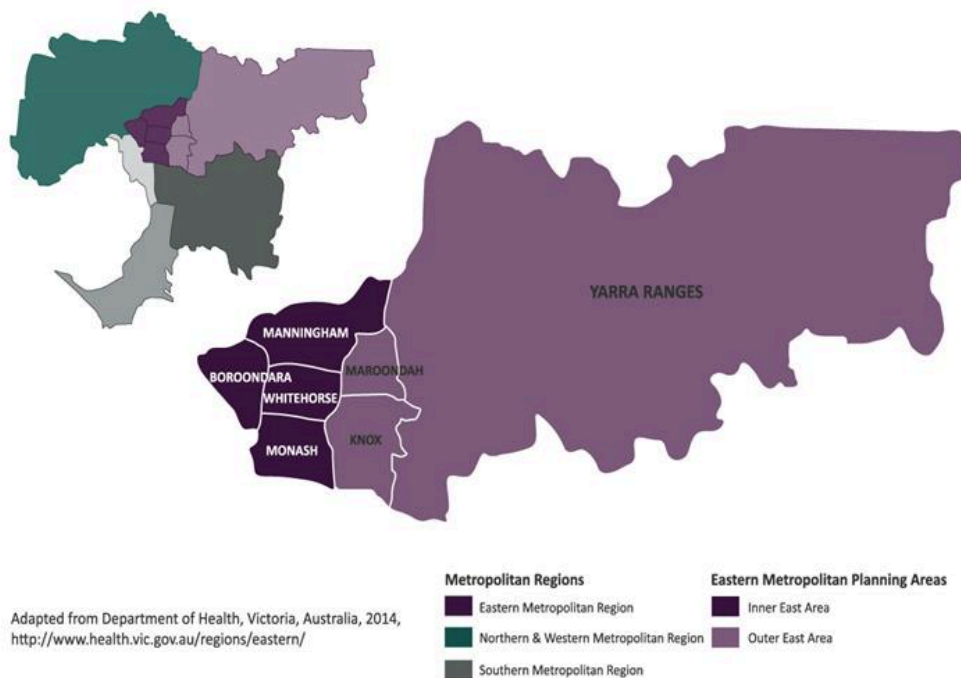 YARRA RANGES
MANNINGHAM
MAROONDAH
BOROONDARA
WHITEHORSE
KNOX
MONASH
Metropolitan Regions
Eastern Metropolitan Region
Northern & Western Metropolitan Region
Southern Metropolitan Region
Eastern Metropolitan Planning Areas
Inner East Area
Outer East Area
Adapted from Department of Health, Victoria, Australia, 2014,
http://www.health.vic.gov.au/regions/eastern/